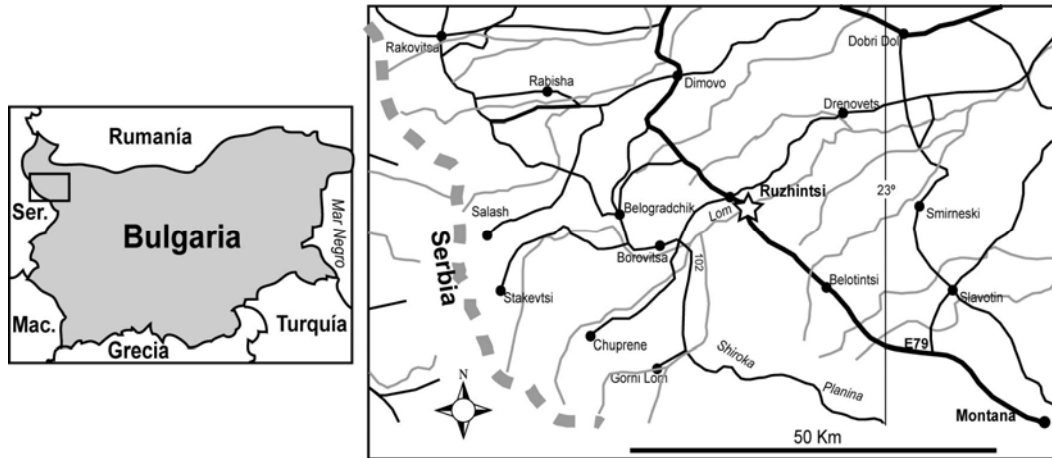 Rumanía
Ser.
Bulgaria
Mar Negro
Mac.
Turquía
Grecia
Rakovitsa
Dobri Dol
Rabisha
Dimovo
Drenovets
Ruzhintsi
23º
Lom
Belogradchik
Smirneski
Salash
Serbia
Borovitsa
102
Stakevtsi
Belotintsi
Slavotin
Chuprene
E79
Shiroka
Gorni Lom
Planina
N
Montana
50 Km